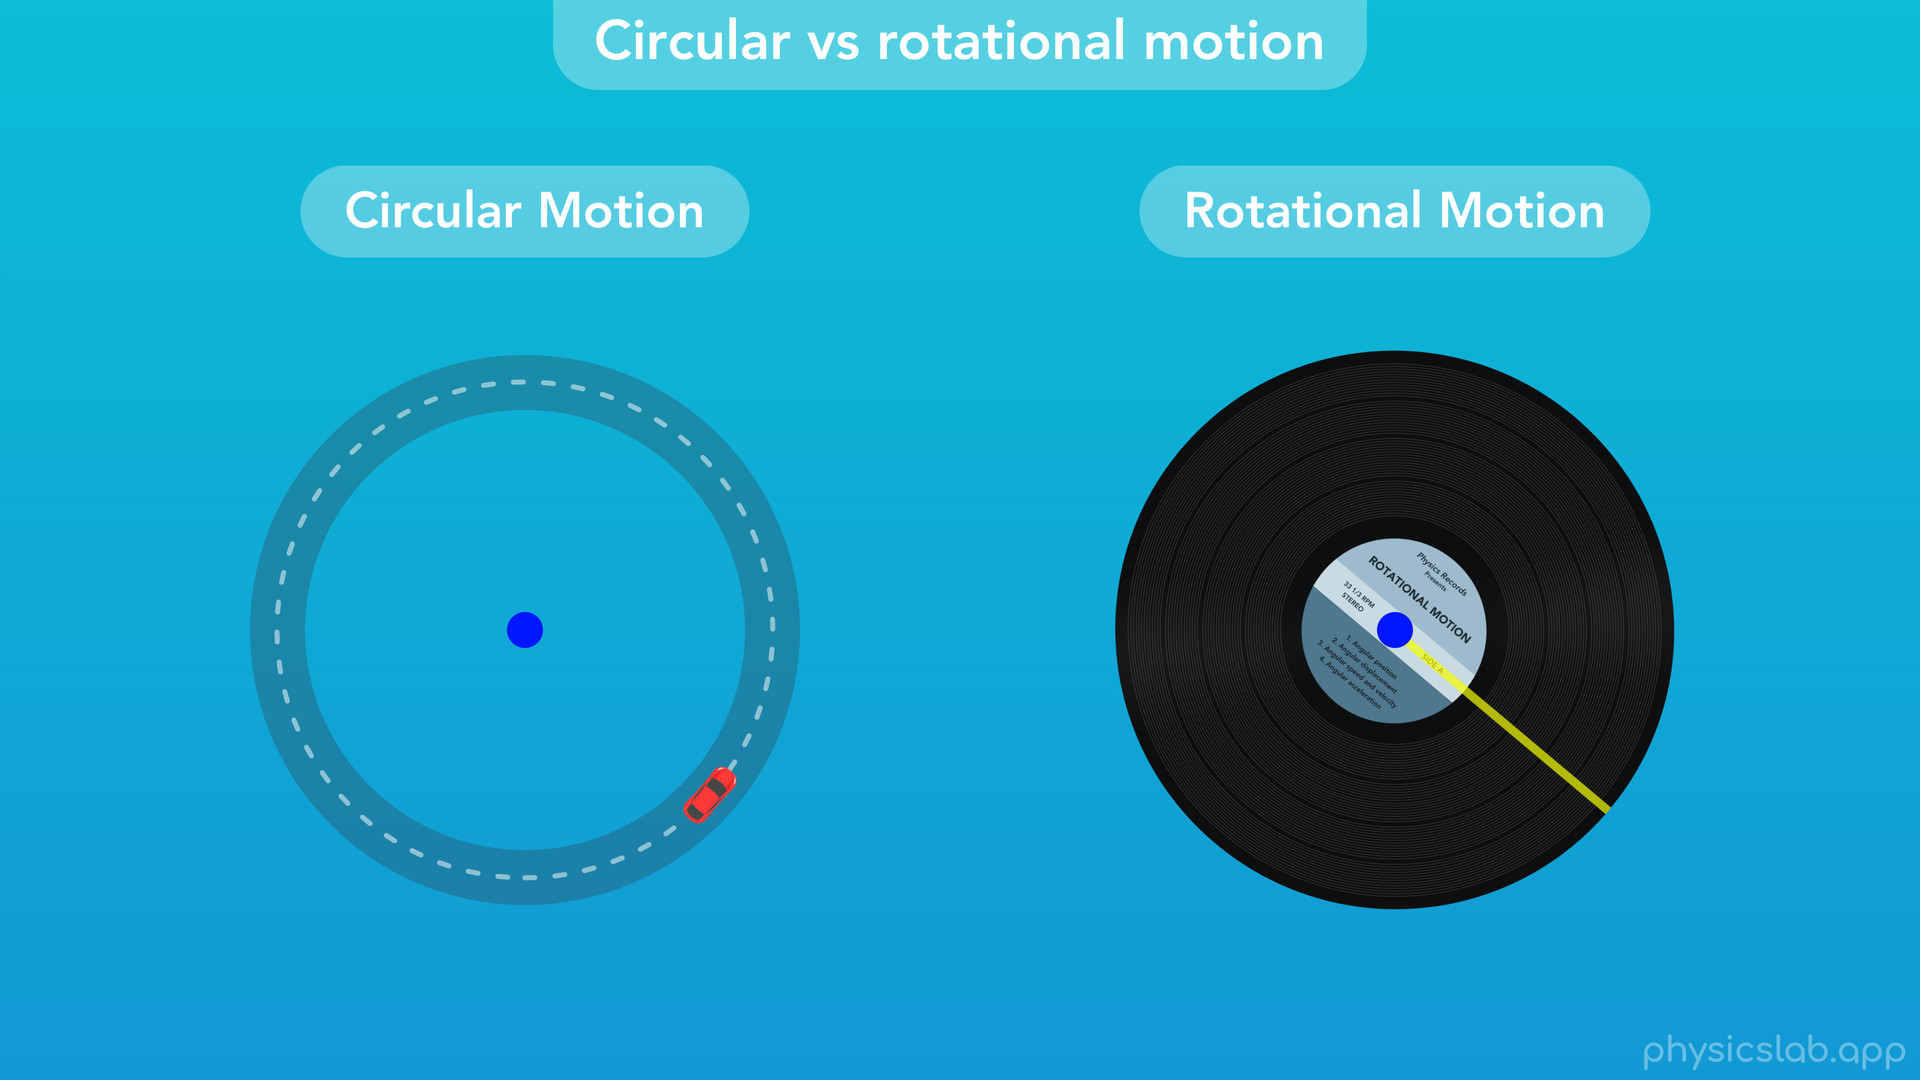 Circular vs rotational motion
Circular Motion
Rotational Motion
Physics Records
Presents
ROTATIONAL MOTION
33 1/3 RPM
STEREO
SIDE A
1. Angular position
2. Angular displacement
3. Angular speed and velocity
4. Angular acceleration
physicslab.app